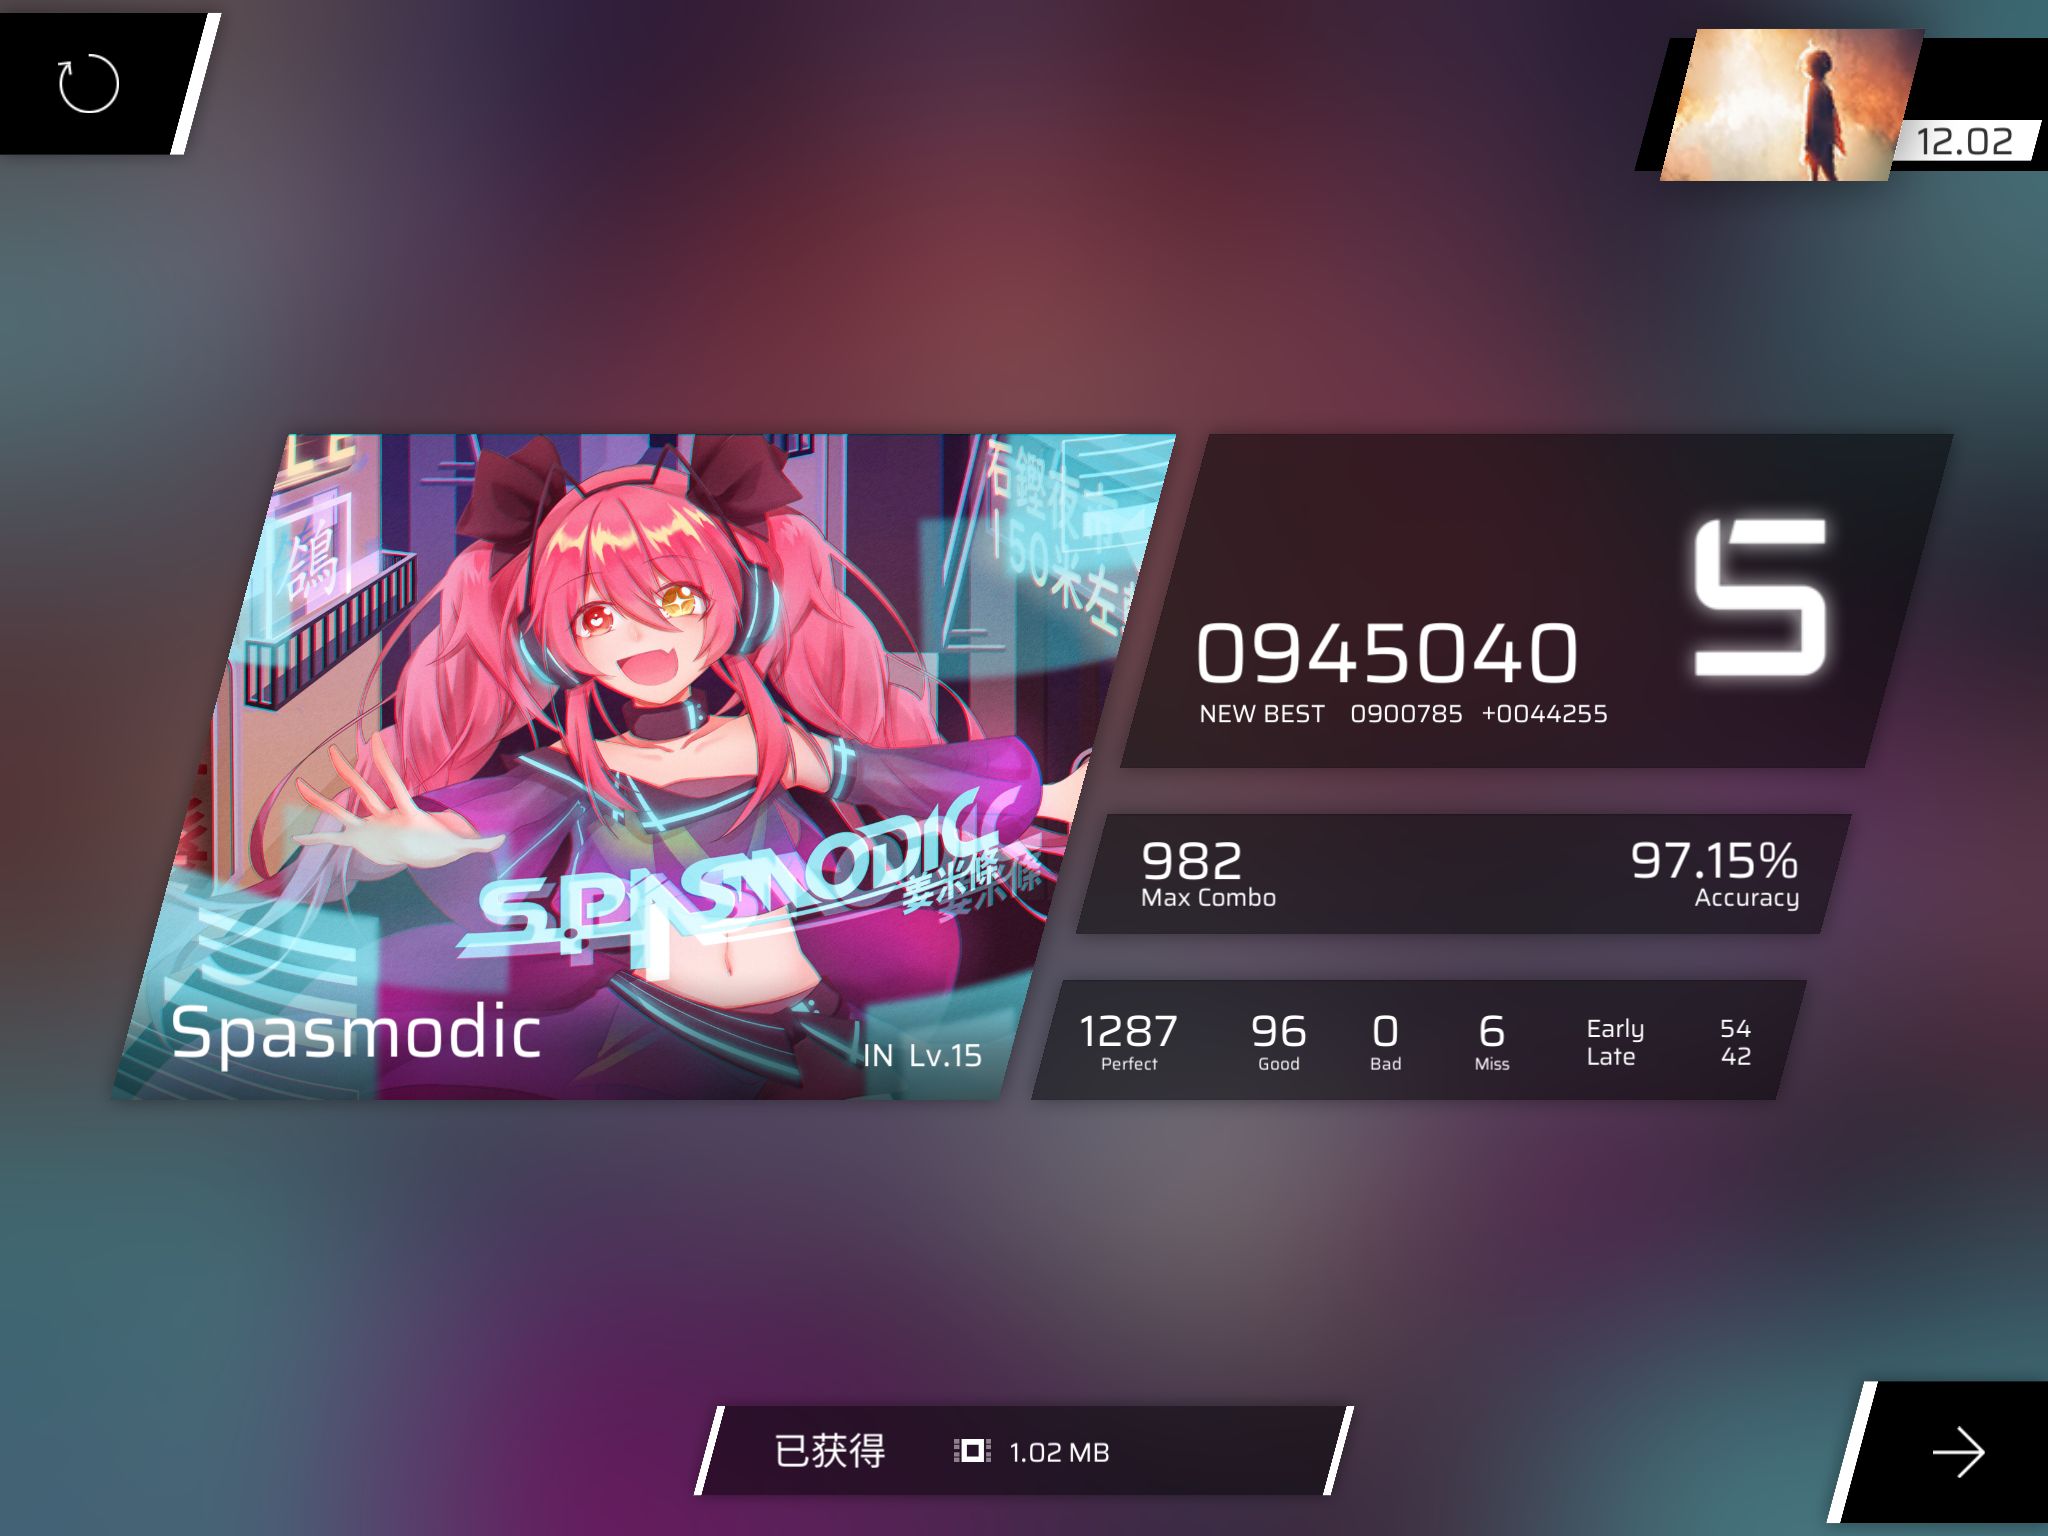 12.02
鴿
石鏗夜市
150米左
SPASMODIC
姜米條
Spasmodic
IN Lv.15
S
0945040
NEW BEST 0900785 +0044255
982
Max Combo
97.15%
Accuracy
1287
Perfect
96
Good
0
Bad
6
Miss
Early 54
Late 42
已获得 1.02 MB